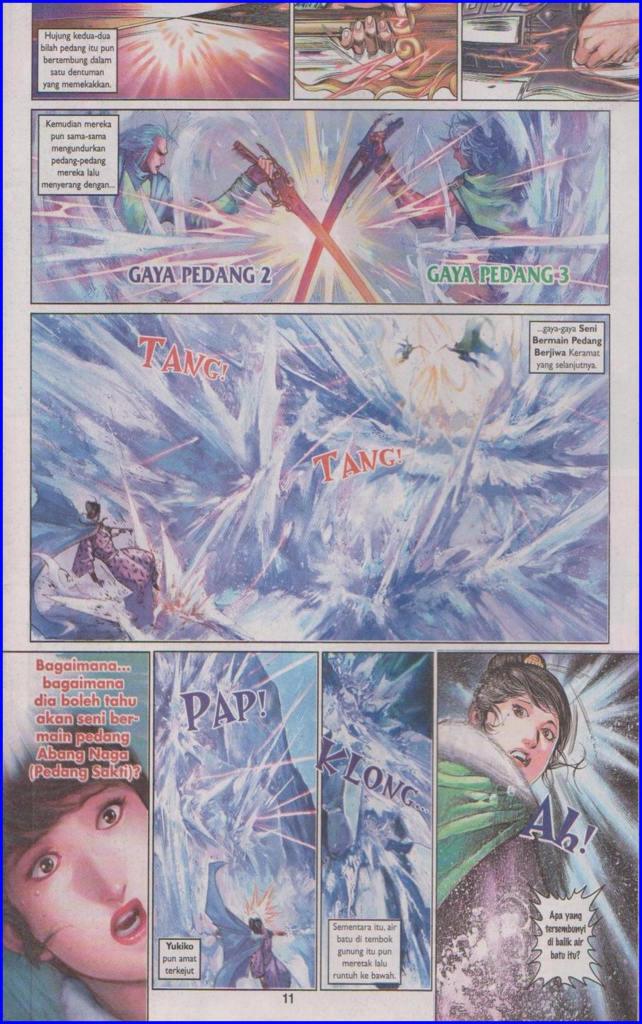 Hujung kedua-dua
bilah pedang itu pun
bertembung dalam
satu dentuman
yang memekakkan.
Kemudian mereka
pun sama-sama
mengundurkan
pedang-pedang
mereka lalu
menyerang dengan...
GAYA PEDANG 2
GAYA PEDANG 3
...gaya-gaya Seni
Bermain Pedang
Berjiwa Keramat
yang selanjutnya.
TANG!
TANG!
Bagaimana...
bagaimana
dia boleh tahu
akan seni ber-
main pedang
Abang Naga
(Pedang Sakti)?
PAP!
Yukiko
pun amat
terkejut
KLONG...
Sementara itu, air
batu di tembok
gunung itu pun
meretak lalu
runtuh ke bawah.
Ah!
Apa yang
tersembunyi
di balik air
batu itu?
11